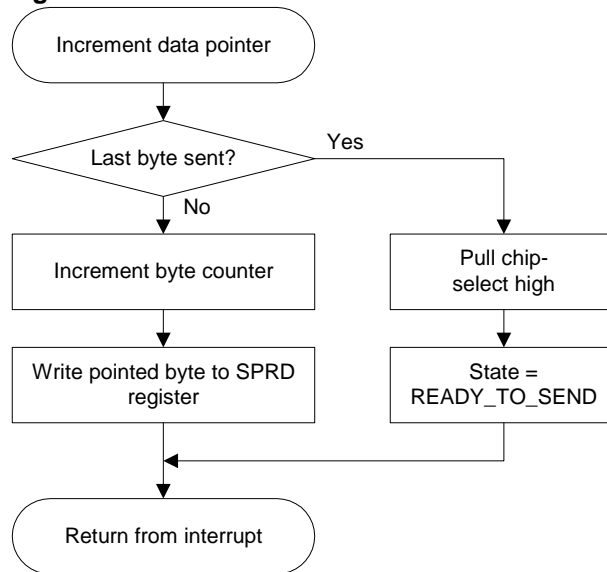 Increment data pointer
Last byte sent?
Yes
No
Increment byte counter
Pull chip-
select high
Write pointed byte to SPRD
register
State =
READY_TO_SEND
Return from interrupt